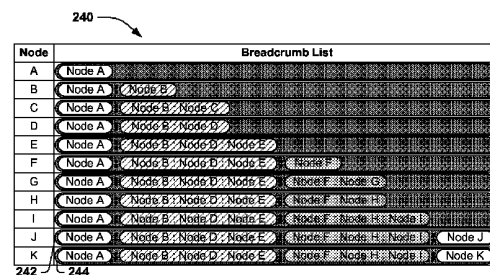 240
Node Breadcrumb List
A Node A
B Node A Node B
C Node A Node B : Node C
D Node A Node B : Node D
E Node A Node B : Node D : Node E
F Node A Node B : Node D : Node E Node F
G Node A Node B : Node D : Node E Node F : Node G
H Node A Node B : Node D : Node E Node F : Node H
I Node A Node B : Node D : Node E Node F : Node H : Node I
J Node A Node B : Node D : Node E Node F : Node H : Node I Node J
K Node A Node B : Node D : Node E Node F : Node H : Node I Node K
242 244